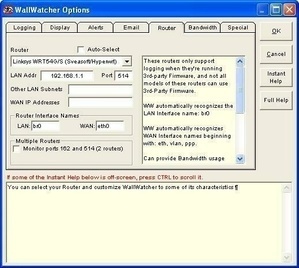 WallWatcher Options
Logging
Display
Alerts
Email
Router
Bandwidth
Special
OK
Cancel
Instant Help
Full Help
Router
Auto-Select
Linksys WRT54G/S (Sveasoft/Hyperwrt)
LAN Addr
192.168.1.1
Port
514
Other LAN Subnets
WAN IP Addresses
Router Interface Names
LAN:
br0
WAN:
eth0
Multiple Routers
Monitor ports 162 and 514 (2 routers)
These routers only support
logging when they're running
3rd-party Firmware, and not all
models of these routers can use
3rd-Party Firmware.
WW automatically recognizes the
LAN Interface name: br0
WW automatically recognizes
WAN Interface names beginning
with: eth, vlan, ppp.
Can provide Bandwidth usage
If some of the Instant Help below is off-screen, press CTRL to scroll it.
You can select your Router and customize WallWatcher to some of its characteristics ¶